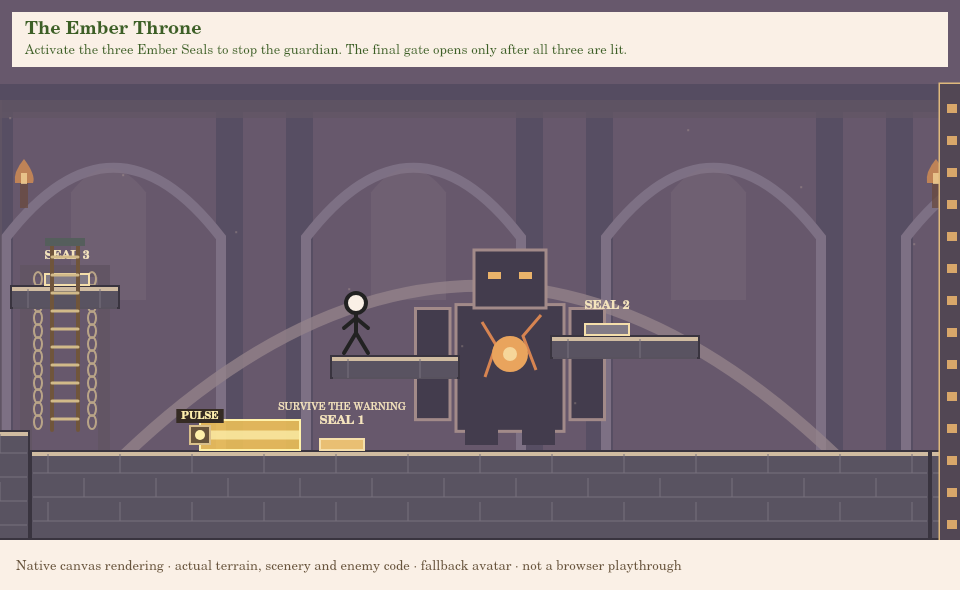 The Ember Throne
Activate the three Ember Seals to stop the guardian. The final gate opens only after all three are lit.
SEAL 3
SEAL 2
SURVIVE THE WARNING
PULSE
SEAL 1
Native canvas rendering · actual terrain, scenery and enemy code · fallback avatar · not a browser playthrough